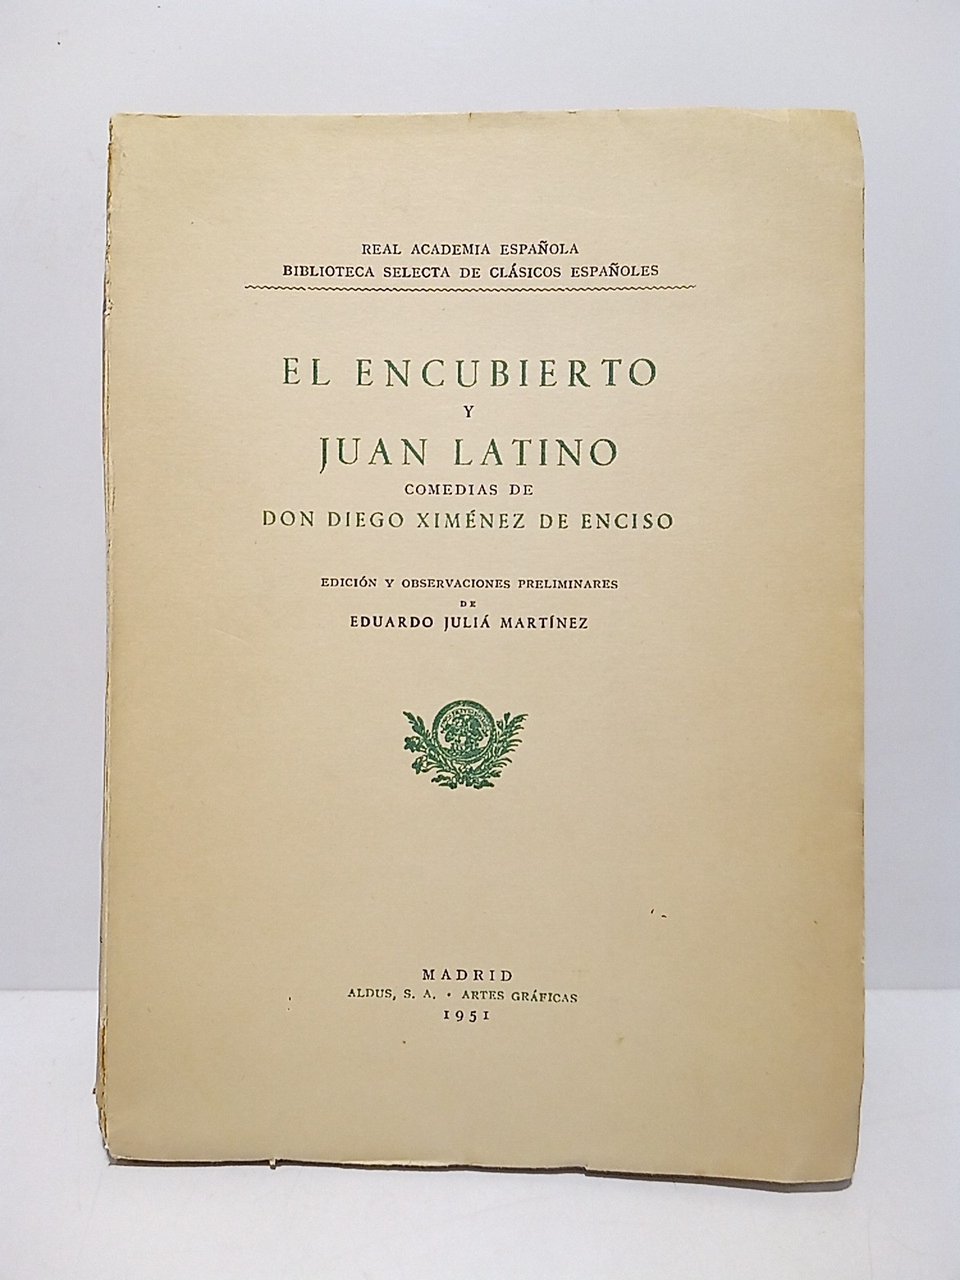 REAL ACADEMIA ESPAÑOLA
BIBLIOTECA SELECTA DE CLÁSICOS ESPAÑOLES
EL ENCUBIERTO
Y
JUAN LATINO
COMEDIAS DE
DON DIEGO XIMÉNEZ DE ENCISO
EDICIÓN Y OBSERVACIONES PRELIMINARES
DE
EDUARDO JULIÁ MARTÍNEZ
MADRID
ALDUS, S. A. · ARTES GRÁFICAS
1951